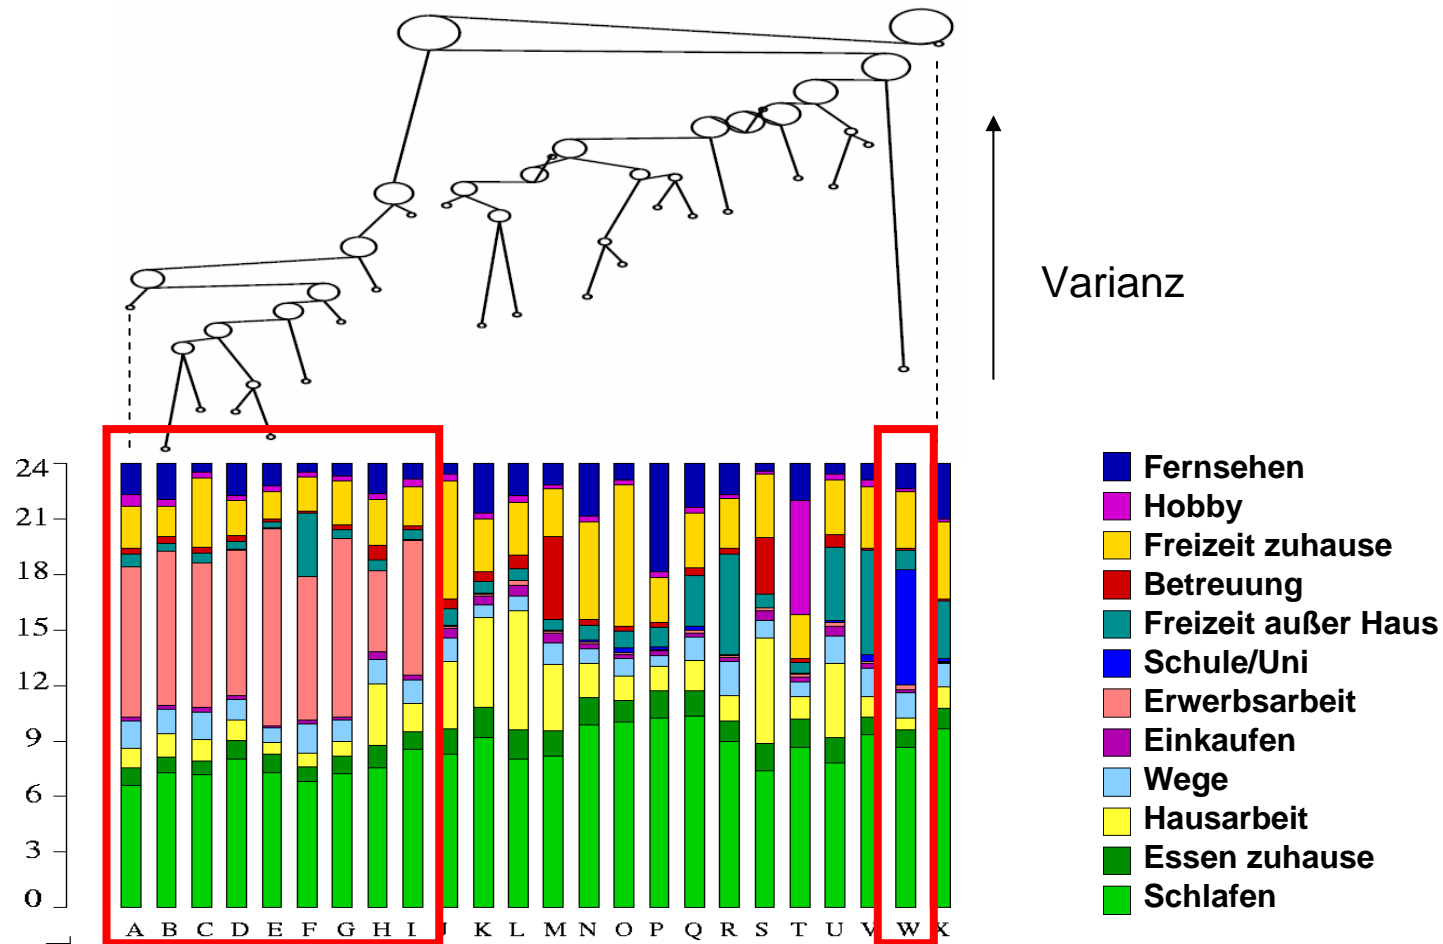 Varianz
24
21
18
15
12
9
6
3
0
A B C D E F G H I J K L M N O P Q R S T U V W X
Fernsehen
Hobby
Freizeit zuhause
Betreuung
Freizeit außer Haus
Schule/Uni
Erwerbsarbeit
Einkaufen
Wege
Hausarbeit
Essen zuhause
Schlafen